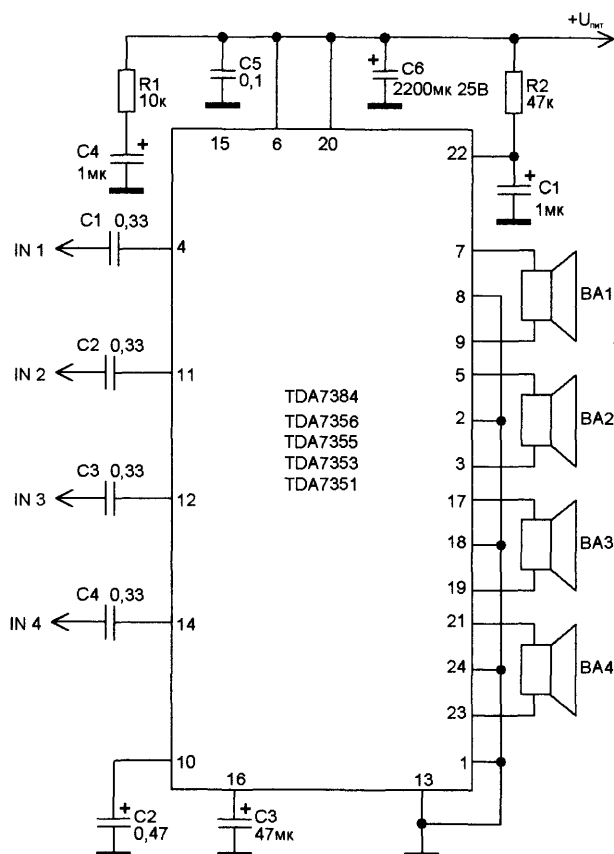 +Uпит
C5
0,1
C6
2200мк 25В
R1
10к
R2
47к
15
6
20
22
C4
1мк
C1
1мк
C1 0,33
IN 1
4
7
BA1
8
9
C2 0,33
IN 2
11
5
BA2
2
3
TDA7384
TDA7356
TDA7355
TDA7353
TDA7351
C3 0,33
IN 3
12
17
BA3
18
19
C4 0,33
IN 4
14
21
BA4
24
23
10
16
13
1
C2
0,47
C3
47мк